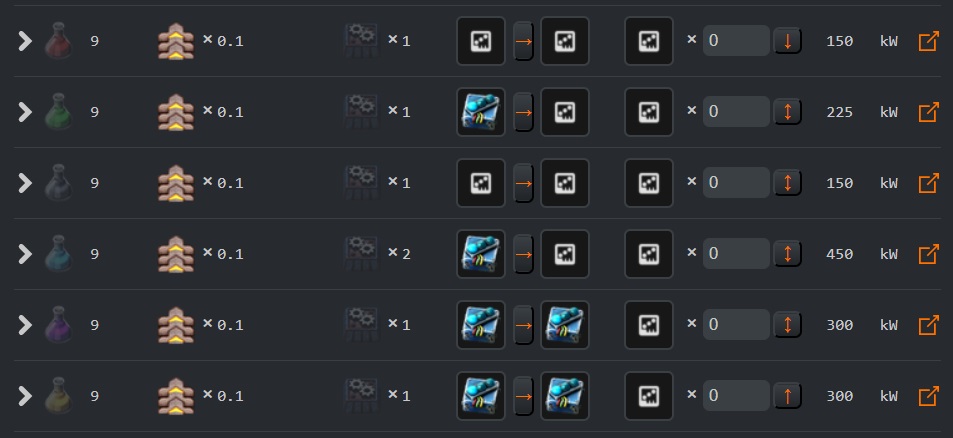 9 × 0.1 × 1 → × 0 ↓ 150 kW
9 × 0.1 × 1 → × 0 ↕ 225 kW
9 × 0.1 × 1 → × 0 ↕ 150 kW
9 × 0.1 × 2 → × 0 ↕ 450 kW
9 × 0.1 × 1 → × 0 ↕ 300 kW
9 × 0.1 × 1 → × 0 ↑ 300 kW